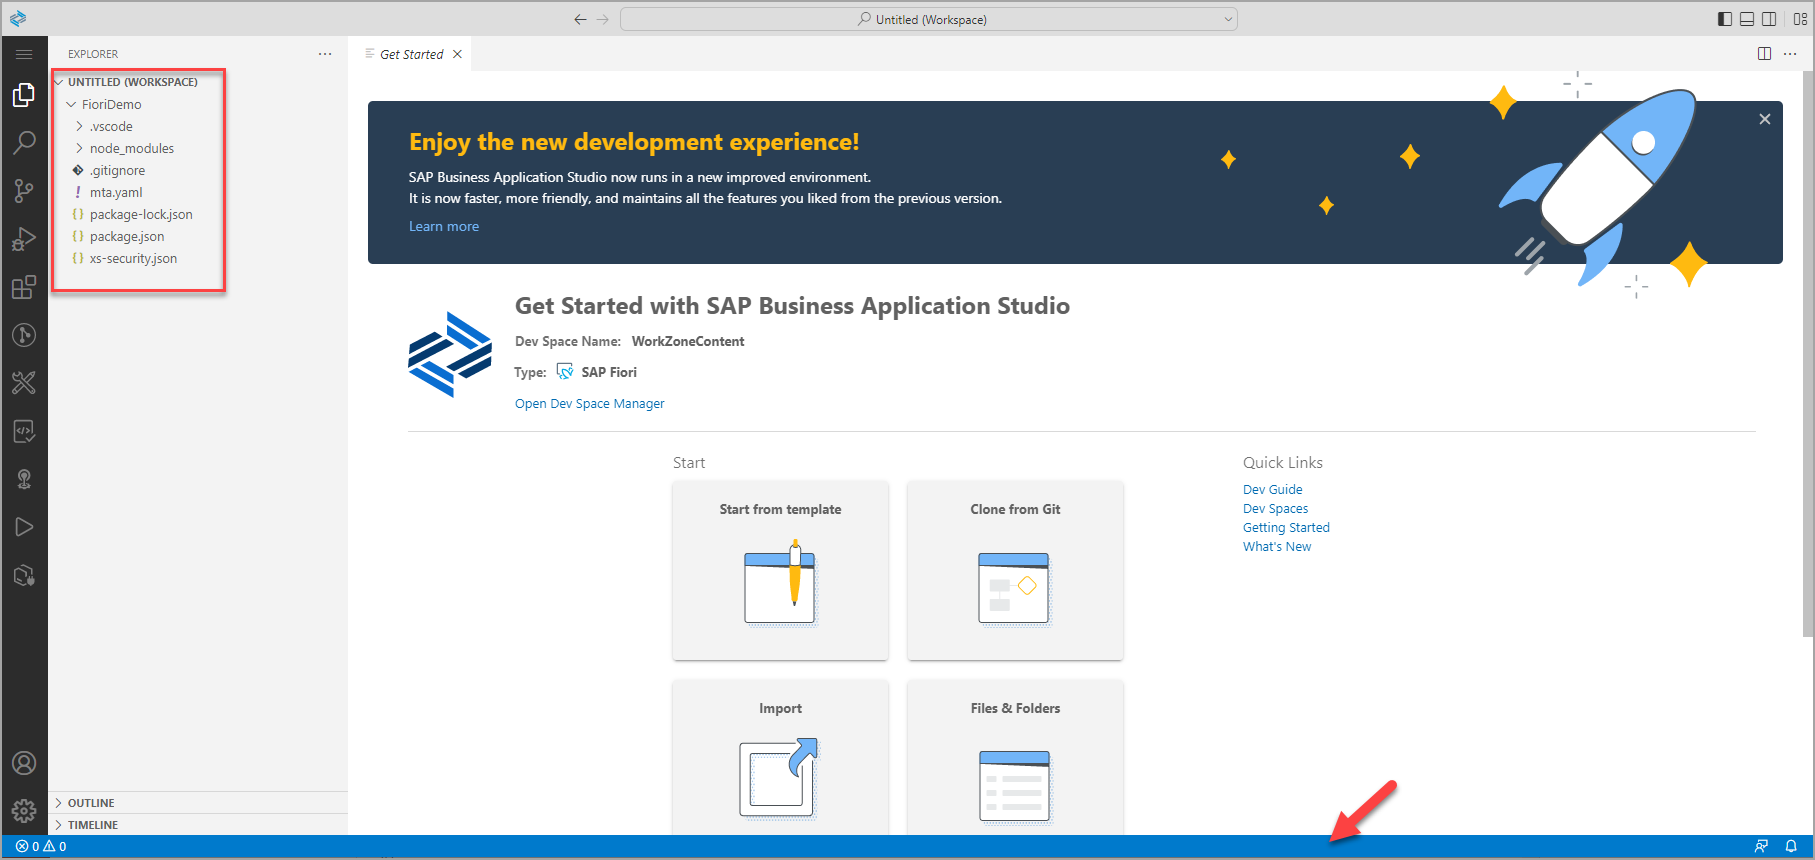 Untitled (Workspace)
EXPLORER
Get Started
UNTITLED (WORKSPACE)
FioriDemo
.vscode
node_modules
.gitignore
mta.yaml
package-lock.json
package.json
xs-security.json
Enjoy the new development experience!
SAP Business Application Studio now runs in a new improved environment.
It is now faster, more friendly, and maintains all the features you liked from the previous version.
Learn more
Get Started with SAP Business Application Studio
Dev Space Name: WorkZoneContent
Type: SAP Fiori
Open Dev Space Manager
Start
Start from template
Clone from Git
Import
Files & Folders
Quick Links
Dev Guide
Dev Spaces
Getting Started
What's New
OUTLINE
TIMELINE
0 0